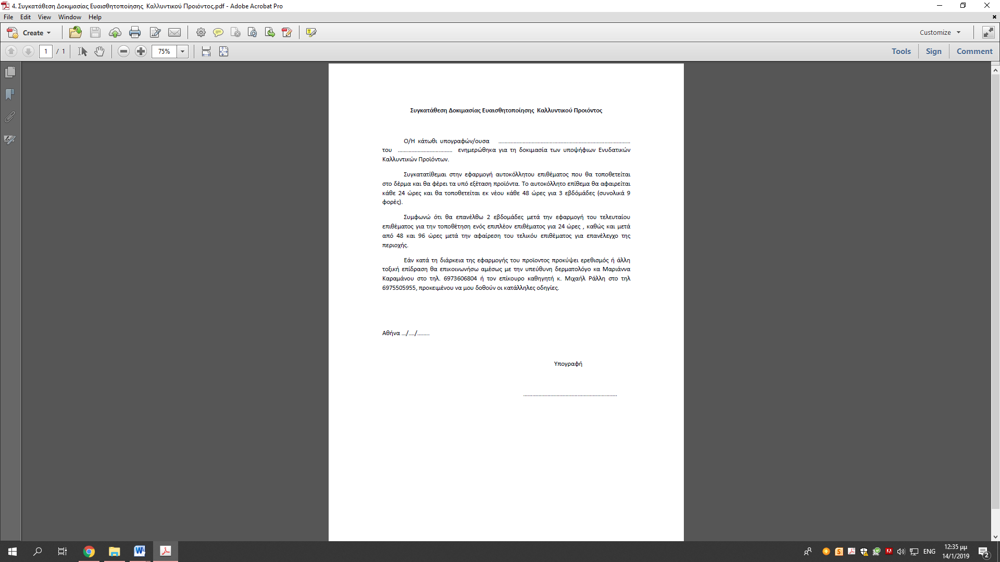 4. Συγκατάθεση Δοκιμασίας Ευαισθητοποίησης  Καλλυντικού Προιόντος.pdf - Adobe Acrobat Pro
File Edit View Window Help
Create
Customize
1 / 1
75%
Tools Sign Comment
Συγκατάθεση Δοκιμασίας Ευαισθητοποίησης  Καλλυντικού Προιόντος
Ο/Η κάτωθι υπογραφών/ουσα ......................................................................................
του .................................... ενημερώθηκα για τη δοκιμασία των υποψήφιων Ενυδατικών
Καλλυντικών Προϊόντων.
Συγκατατίθεμαι στην εφαρμογή αυτοκόλλητου επιθέματος που θα τοποθετείται
στο δέρμα και θα φέρει τα υπό εξέταση προϊόντα. Το αυτοκόλλητο επίθεμα θα αφαιρείται
κάθε 24 ώρες και θα τοποθετείται εκ νέου κάθε 48 ώρες για 3 εβδόμάδες (συνολικά 9
φορές).
Συμφωνώ ότι θα επανέλθω 2 εβδομάδες μετά την εφαρμογή του τελευταίου
επιθέματος για την τοποθέτηση ενός επιπλέον επιθέματος για 24 ώρες , καθώς και μετά
από 48 και 96 ώρες μετά την αφαίρεση του τελικόυ επιθέματος για επανέλεγχο της
περιοχής.
Εάν κατά τη διάρκεια της εφαρμογής του προϊοντος προκύψει ερεθισμός ή άλλη
τοξική επίδραση θα επικοινωνήσω αμέσως με την υπεύθυνη δερματολόγο κα Μαριάννα
Καραμάνου στο τηλ. 6973606804 ή τον επίκουρο καθηγητή κ. Μιχαήλ Ράλλη στο τηλ
6975505955, προκειμένου να μου δοθούν οι κατάλληλες οδηγίες.
Αθήνα .../..../........
Υπογραφή
..............................................................
ENG
12:35 μμ
14/1/2019
2